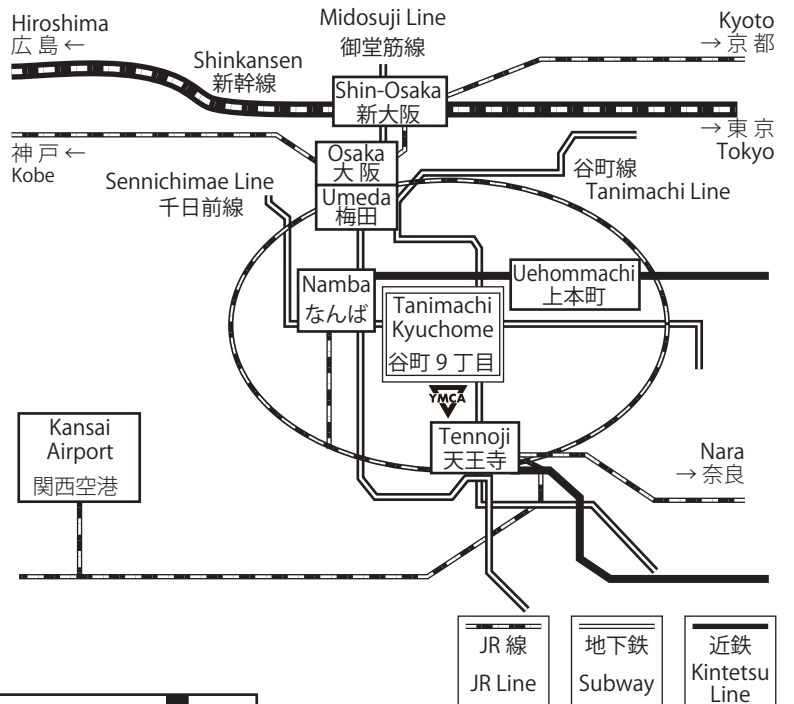 Hiroshima
広島 ←
Midosuji Line
御堂筋線
Kyoto
→ 京都
Shinkansen
新幹線
Shin-Osaka
新大阪
→ 東京
Tokyo
神戸 ←
Kobe
Osaka
大阪
Umeda
梅田
谷町線
Tanimachi Line
Sennichimae Line
千日前線
Namba
なんば
Uehommachi
上本町
Tanimachi
Kyuchome
谷町9丁目
YMCA
Tennoji
天王寺
Kansai
Airport
関西空港
Nara
→ 奈良
JR 線
JR Line
地下鉄
Subway
近鉄
Kintetsu
Line